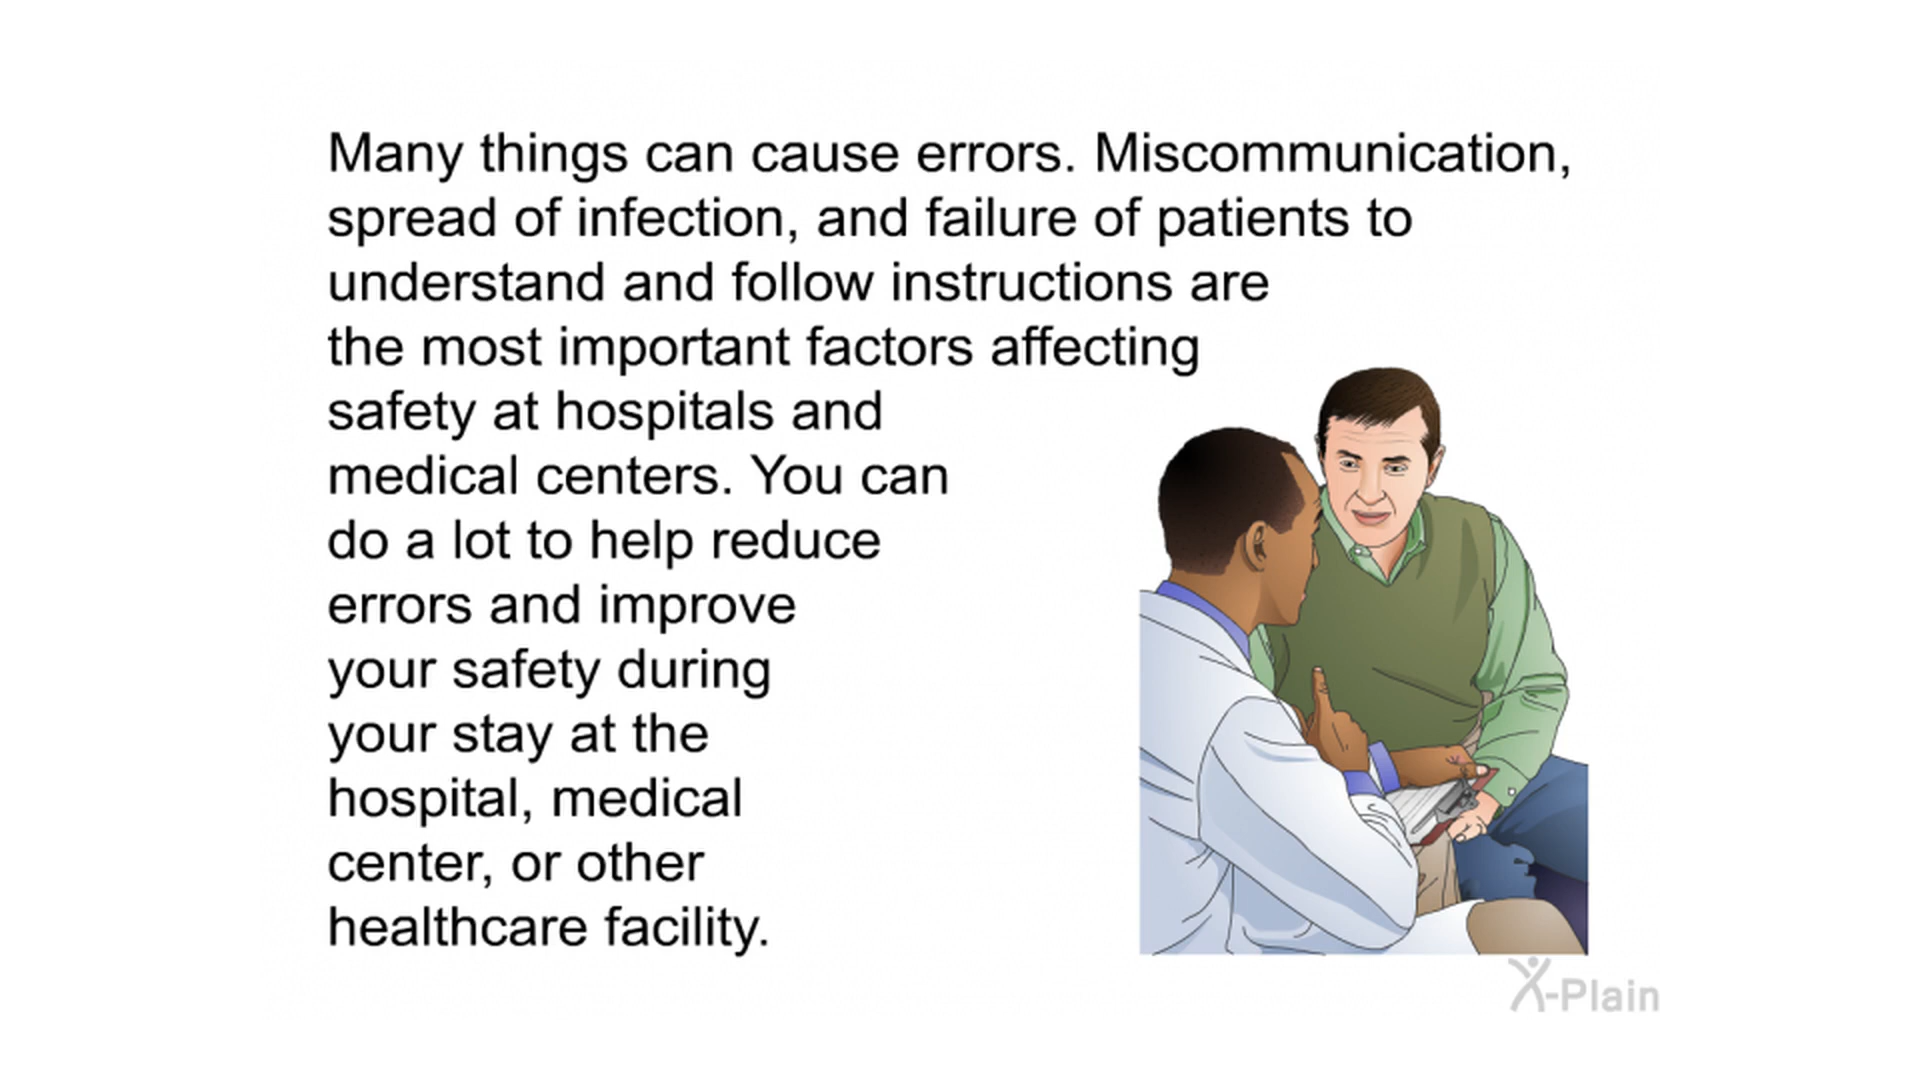 Many things can cause errors. Miscommunication,
spread of infection, and failure of patients to
understand and follow instructions are
the most important factors affecting
safety at hospitals and
medical centers. You can
do a lot to help reduce
errors and improve
your safety during
your stay at the
hospital, medical
center, or other
healthcare facility.
X-Plain